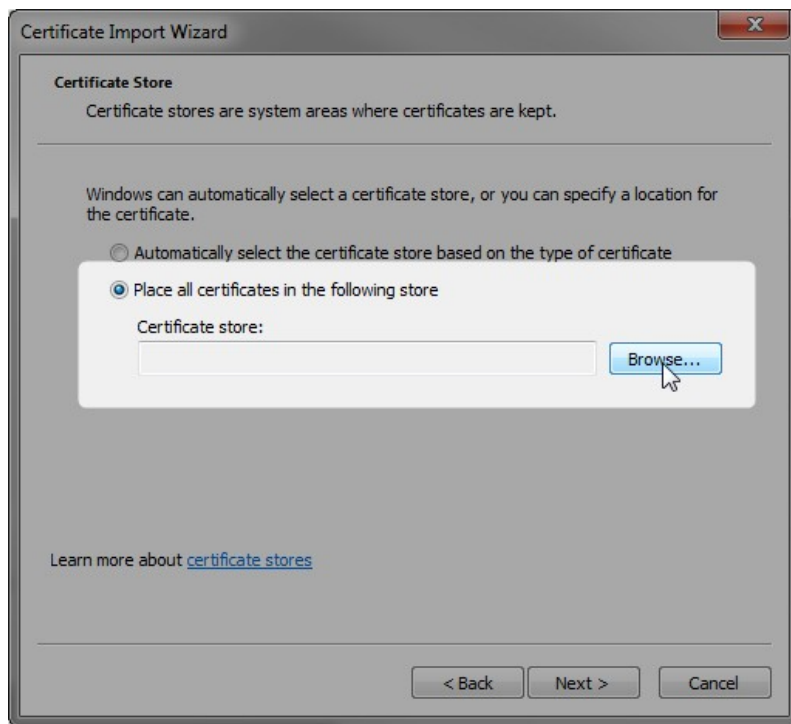 Certificate Import Wizard
Certificate Store
Certificate stores are system areas where certificates are kept.
Windows can automatically select a certificate store, or you can specify a location for
the certificate.
Automatically select the certificate store based on the type of certificate
Place all certificates in the following store
Certificate store:
Browse...
Learn more about certificate stores
< Back Next > Cancel